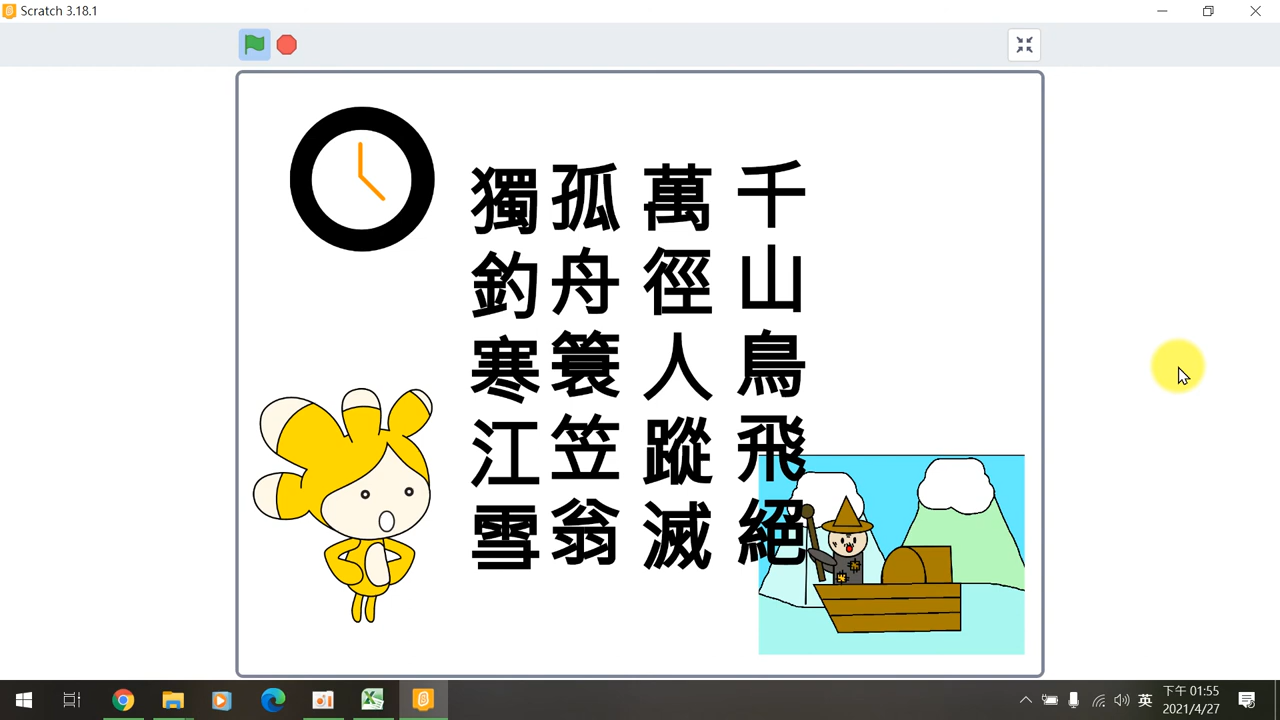 Scratch 3.18.1
千山鳥飛絕
萬徑人蹤滅
孤舟簑笠翁
獨釣寒江雪
英
下午 01:55
2021/4/27